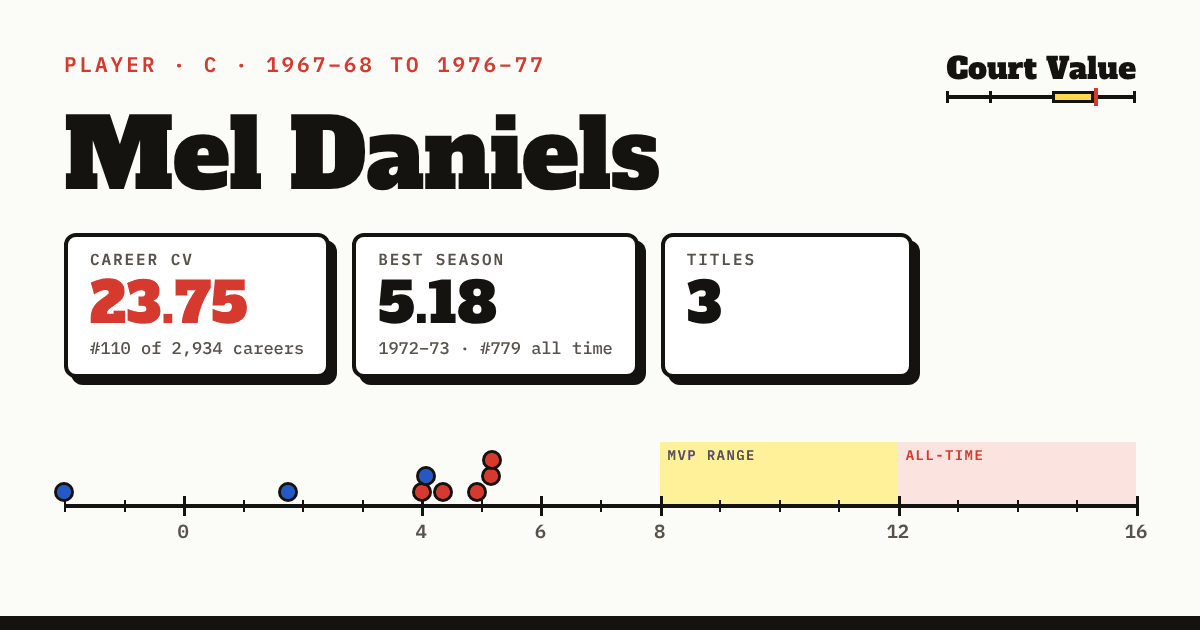 PLAYER · C · 1967–68 TO 1976–77
Court Value
Mel Daniels
CAREER CV
23.75
#110 of 2,934 careers
BEST SEASON
5.18
1972–73 · #779 all time
TITLES
3
MVP RANGE
ALL-TIME
0 4 6 8 12 16